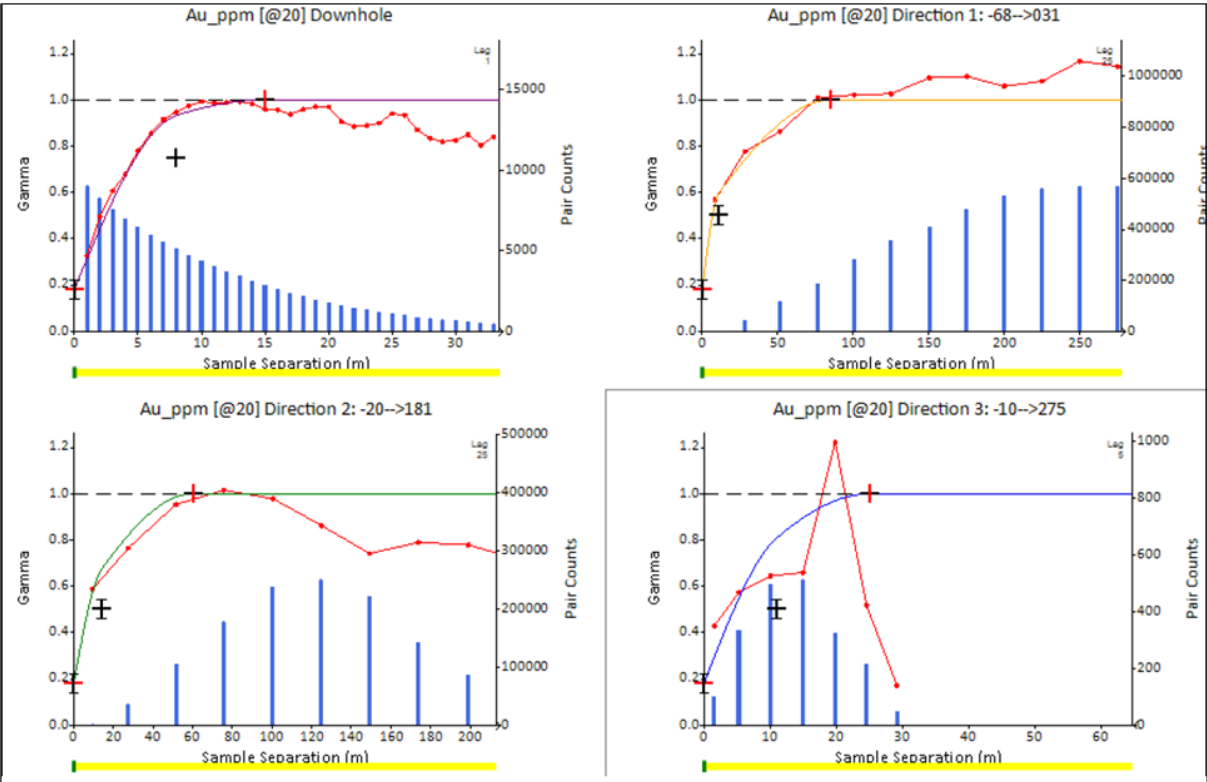 Au_ppm [@20] Downhole
Lag
1
1.2
1.0
0.8
0.6
0.4
0.2
0.0
Gamma
15000
10000
5000
0
Pair Counts
0 5 10 15 20 25 30
Sample Separation (m)
Au_ppm [@20] Direction 1: -68-->031
Lag
1.2
1.0
0.8
0.6
0.4
0.2
0.0
Gamma
1000000
800000
600000
400000
200000
0
Pair Counts
0 50 100 150 200 250
Sample Separation (m)
Au_ppm [@20] Direction 2: -20-->181
Lag
25
1.2
1.0
0.8
0.6
0.4
0.2
0.0
Gamma
500000
400000
300000
200000
100000
0
Pair Counts
0 20 40 60 80 100 120 140 160 180 200
Sample Separation (m)
Au_ppm [@20] Direction 3: -10-->275
Lag
1.2
1.0
0.8
0.6
0.4
0.2
0.0
Gamma
1000
800
600
400
200
0
Pair Counts
0 10 20 30 40 50 60
Sample Separation (m)